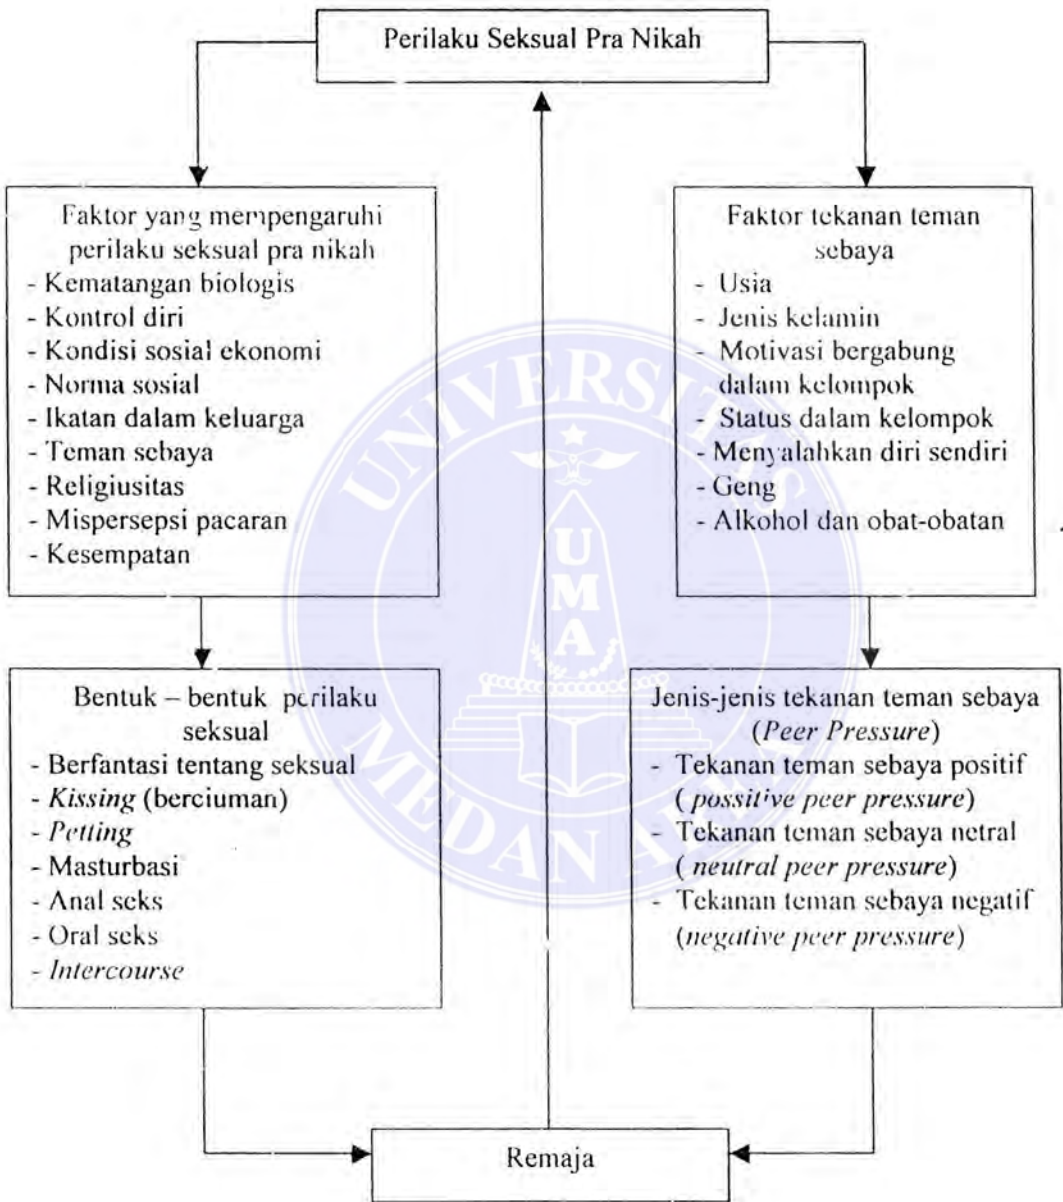 Perilaku Seksual Pra Nikah
Faktor yang mempengaruhi
perilaku seksual pra nikah
- Kematangan biologis
- Kontrol diri
- Kondisi sosial ekonomi
- Norma sosial
- Ikatan dalam keluarga
- Teman sebaya
- Religiusitas
- Mispersepsi pacaran
- Kesempatan
Faktor tekanan teman
sebaya
- Usia
- Jenis kelamin
- Motivasi bergabung
dalam kelompok
- Status dalam kelompok
- Menyalahkan diri sendiri
- Geng
- Alkohol dan obat-obatan
UNIVERSITAS
MEDAN AREA
UMA
Bentuk – bentuk perilaku
seksual
- Berfantasi tentang seksual
- Kissing (berciuman)
- Petting
- Masturbasi
- Anal seks
- Oral seks
- Intercourse
Jenis-jenis tekanan teman sebaya
(Peer Pressure)
- Tekanan teman sebaya positif
( possitive peer pressure)
- Tekanan teman sebaya netral
( neutral peer pressure)
- Tekanan teman sebaya negatif
(negative peer pressure)
Remaja